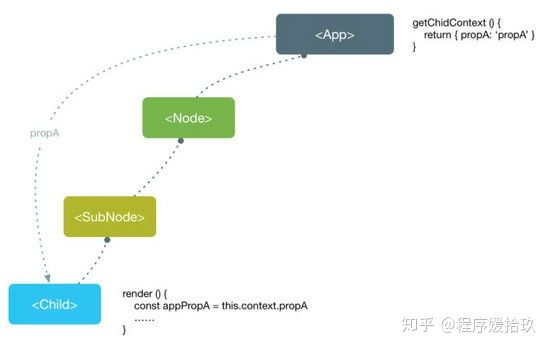 <App>
getChidContext () {
return { propA: 'propA' }
}
<Node>
propA
<SubNode>
<Child>
render () {
const appPropA = this.context.propA
......
}
知乎 @程序媛拾玖